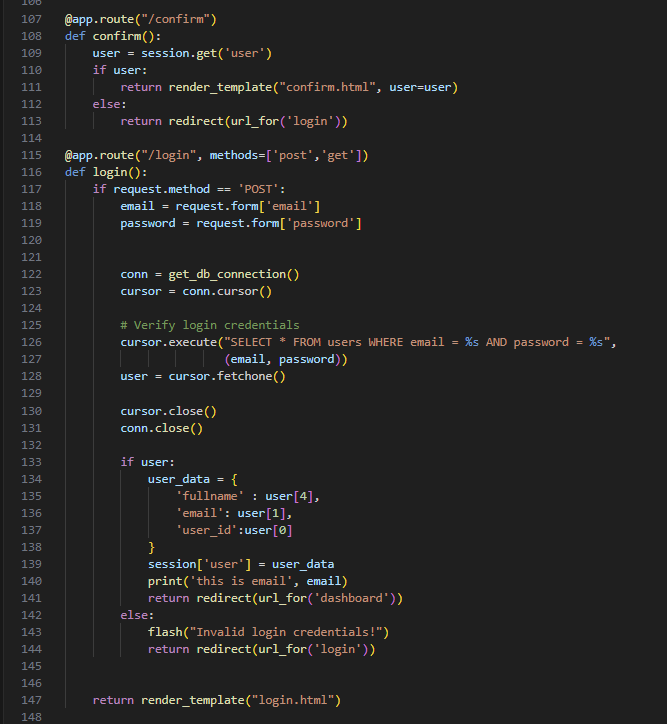 106
107 @app.route("/confirm")
108 def confirm():
109     user = session.get('user')
110     if user:
111         return render_template("confirm.html", user=user)
112     else:
113         return redirect(url_for('login'))
114
115 @app.route("/login", methods=['post','get'])
116 def login():
117     if request.method == 'POST':
118         email = request.form['email']
119         password = request.form['password']
120
121
122         conn = get_db_connection()
123         cursor = conn.cursor()
124
125         # Verify login credentials
126         cursor.execute("SELECT * FROM users WHERE email = %s AND password = %s",
127                        (email, password))
128         user = cursor.fetchone()
129
130         cursor.close()
131         conn.close()
132
133         if user:
134             user_data = {
135                 'fullname' : user[4],
136                 'email': user[1],
137                 'user_id':user[0]
138             }
139             session['user'] = user_data
140             print('this is email', email)
141             return redirect(url_for('dashboard'))
142         else:
143             flash("Invalid login credentials!")
144             return redirect(url_for('login'))
145
146
147     return render_template("login.html")
148